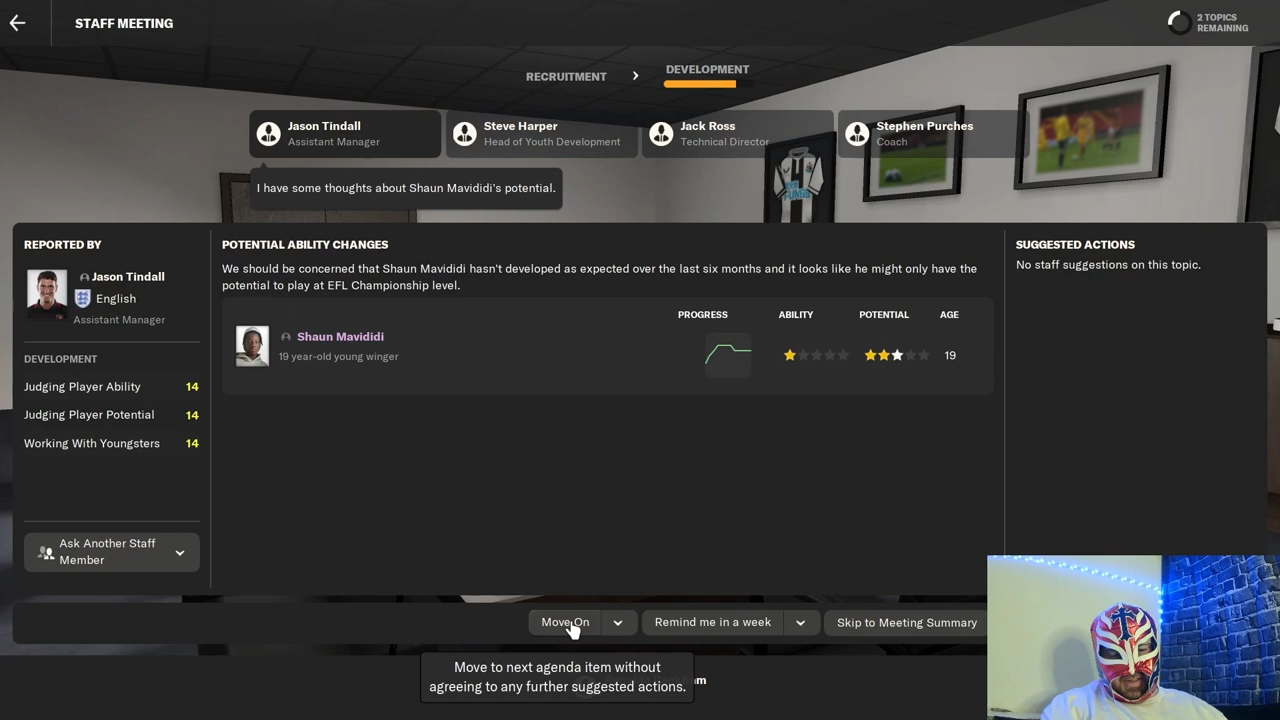 STAFF MEETING
2 TOPICS
REMAINING
RECRUITMENT
DEVELOPMENT
Jason Tindall
Assistant Manager
Steve Harper
Head of Youth Development
Jack Ross
Technical Director
Stephen Purches
Coach
I have some thoughts about Shaun Mavididi's potential.
REPORTED BY
Jason Tindall
English
Assistant Manager
DEVELOPMENT
Judging Player Ability 14
Judging Player Potential 14
Working With Youngsters 14
Ask Another Staff
Member
POTENTIAL ABILITY CHANGES
We should be concerned that Shaun Mavididi hasn't developed as expected over the last six months and it looks like he might only have the
potential to play at EFL Championship level.
PROGRESS ABILITY POTENTIAL AGE
Shaun Mavididi
19 year-old young winger
19
SUGGESTED ACTIONS
No staff suggestions on this topic.
Move On
Remind me in a week
Skip to Meeting Summary
Move to next agenda item without
agreeing to any further suggested actions.